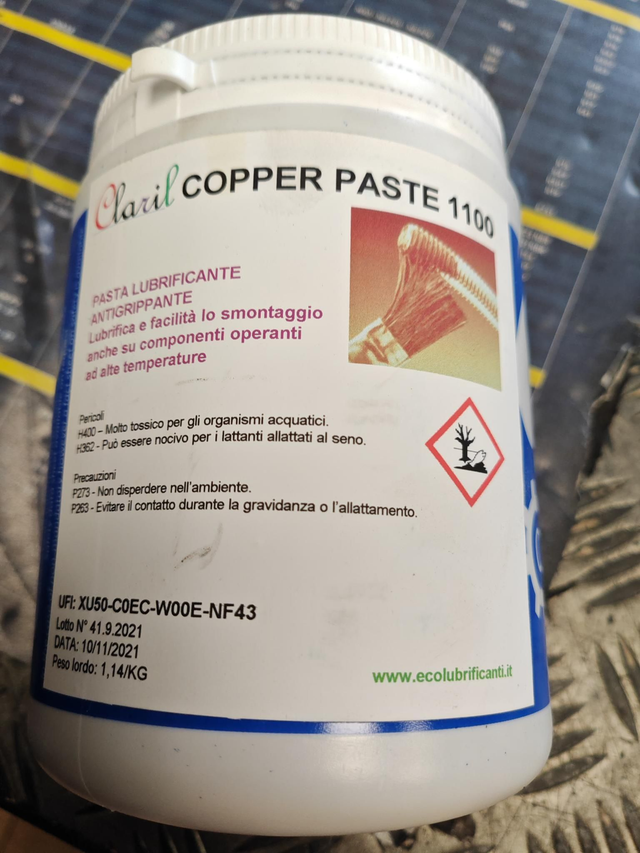 Claril COPPER PASTE 1100
PASTA LUBRIFICANTE
ANTIGRIPPANTE
Lubrifica e facilità lo smontaggio
anche su componenti operanti
ad alte temperature
Pericoli
H400 – Molto tossico per gli organismi acquatici.
H362 - Può essere nocivo per i lattanti allattati al seno.
Precauzioni
P273 - Non disperdere nell'ambiente.
P263 - Evitare il contatto durante la gravidanza o l'allattamento.
UFI: XU50-C0EC-W00E-NF43
Lotto N° 41.9.2021
DATA: 10/11/2021
Peso lordo: 1,14/KG
www.ecolubrificanti.it